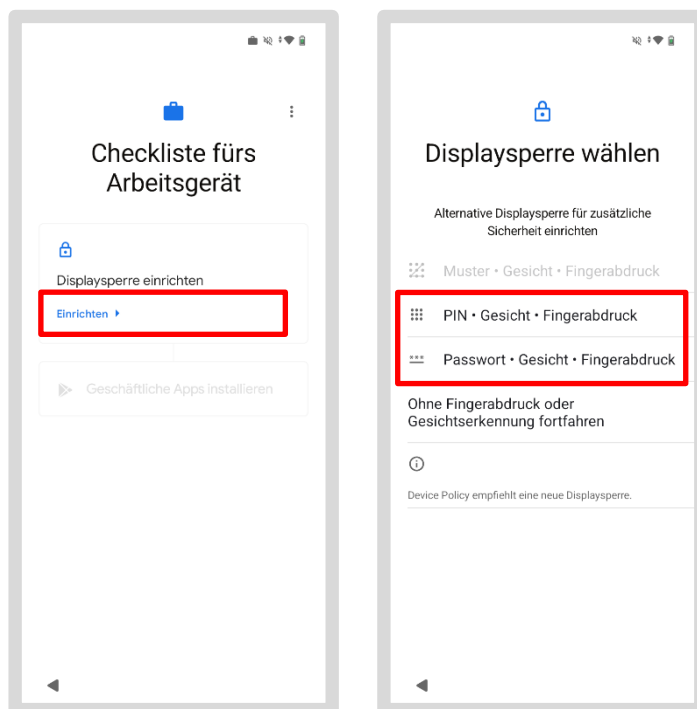 Checkliste fürs
Arbeitsgerät
Displaysperre einrichten
Einrichten
Geschäftliche Apps installieren
Displaysperre wählen
Alternative Displaysperre für zusätzliche
Sicherheit einrichten
Muster • Gesicht • Fingerabdruck
PIN • Gesicht • Fingerabdruck
Passwort • Gesicht • Fingerabdruck
Ohne Fingerabdruck oder
Gesichtserkennung fortfahren
Device Policy empfiehlt eine neue Displaysperre.